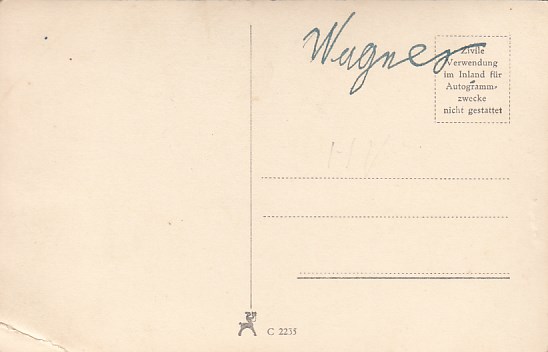 Wagner
Zivile
Verwendung
im Inland für
Autogramm-
zwecke
nicht gestattet
C 2235